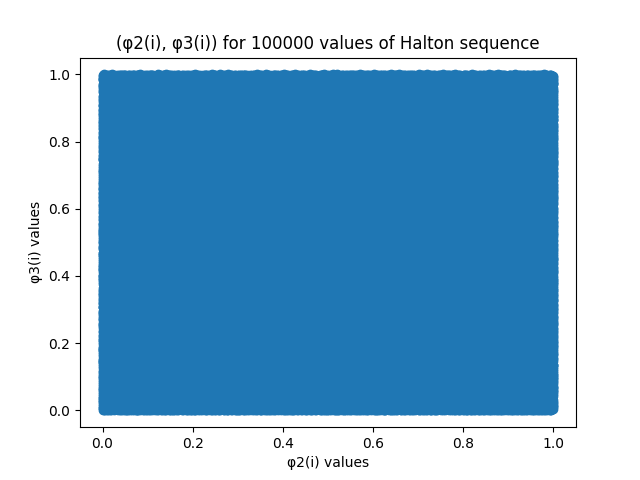 (φ2(i), φ3(i)) for 100000 values of Halton sequence
1.0
0.8
0.6
0.4
0.2
0.0
φ3(i) values
0.0 0.2 0.4 0.6 0.8 1.0
φ2(i) values